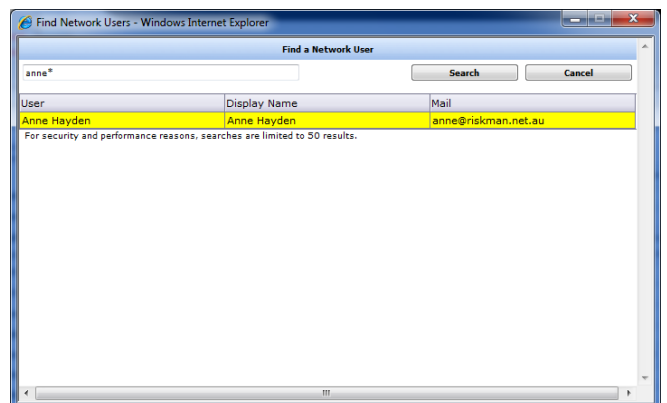 Find Network Users - Windows Internet Explorer
Find a Network User
anne* Search Cancel
User Display Name Mail
Anne Hayden Anne Hayden anne@riskman.net.au
For security and performance reasons, searches are limited to 50 results.